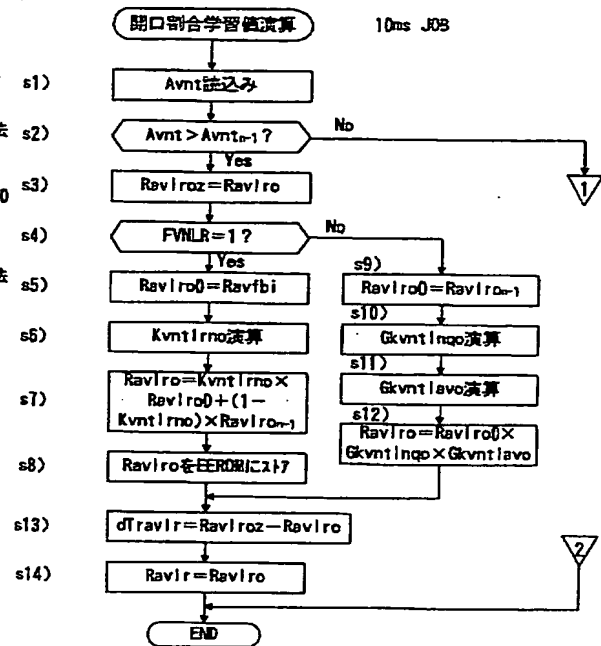 開口割合学習値演算
10ms JOB
s1)
Avnt読込み
法
s2)
Avnt>Avntn-1?
No
Yes
1
s3)
Ravlroz=Ravlro
s4)
FVNLR=1?
No
Yes
法
s5)
Ravlro0=Ravfbi
s9)
Ravlro0=Ravlron-1
s6)
Kvntlrno演算
s10)
Gkvntlnqo演算
s11)
Gkvntlavo演算
s7)
Ravlro=Kvntlrno×
Ravlro0+(1-
Kvntlrno)×Ravlron-1
s12)
Ravlro=Ravlro0×
Gkvntlnqo×Gkvntlavo
s8)
RavlroをEEROMにストア
s13)
dTravlr=Ravlroz-Ravlro
2
s14)
Ravlr=Ravlro
END